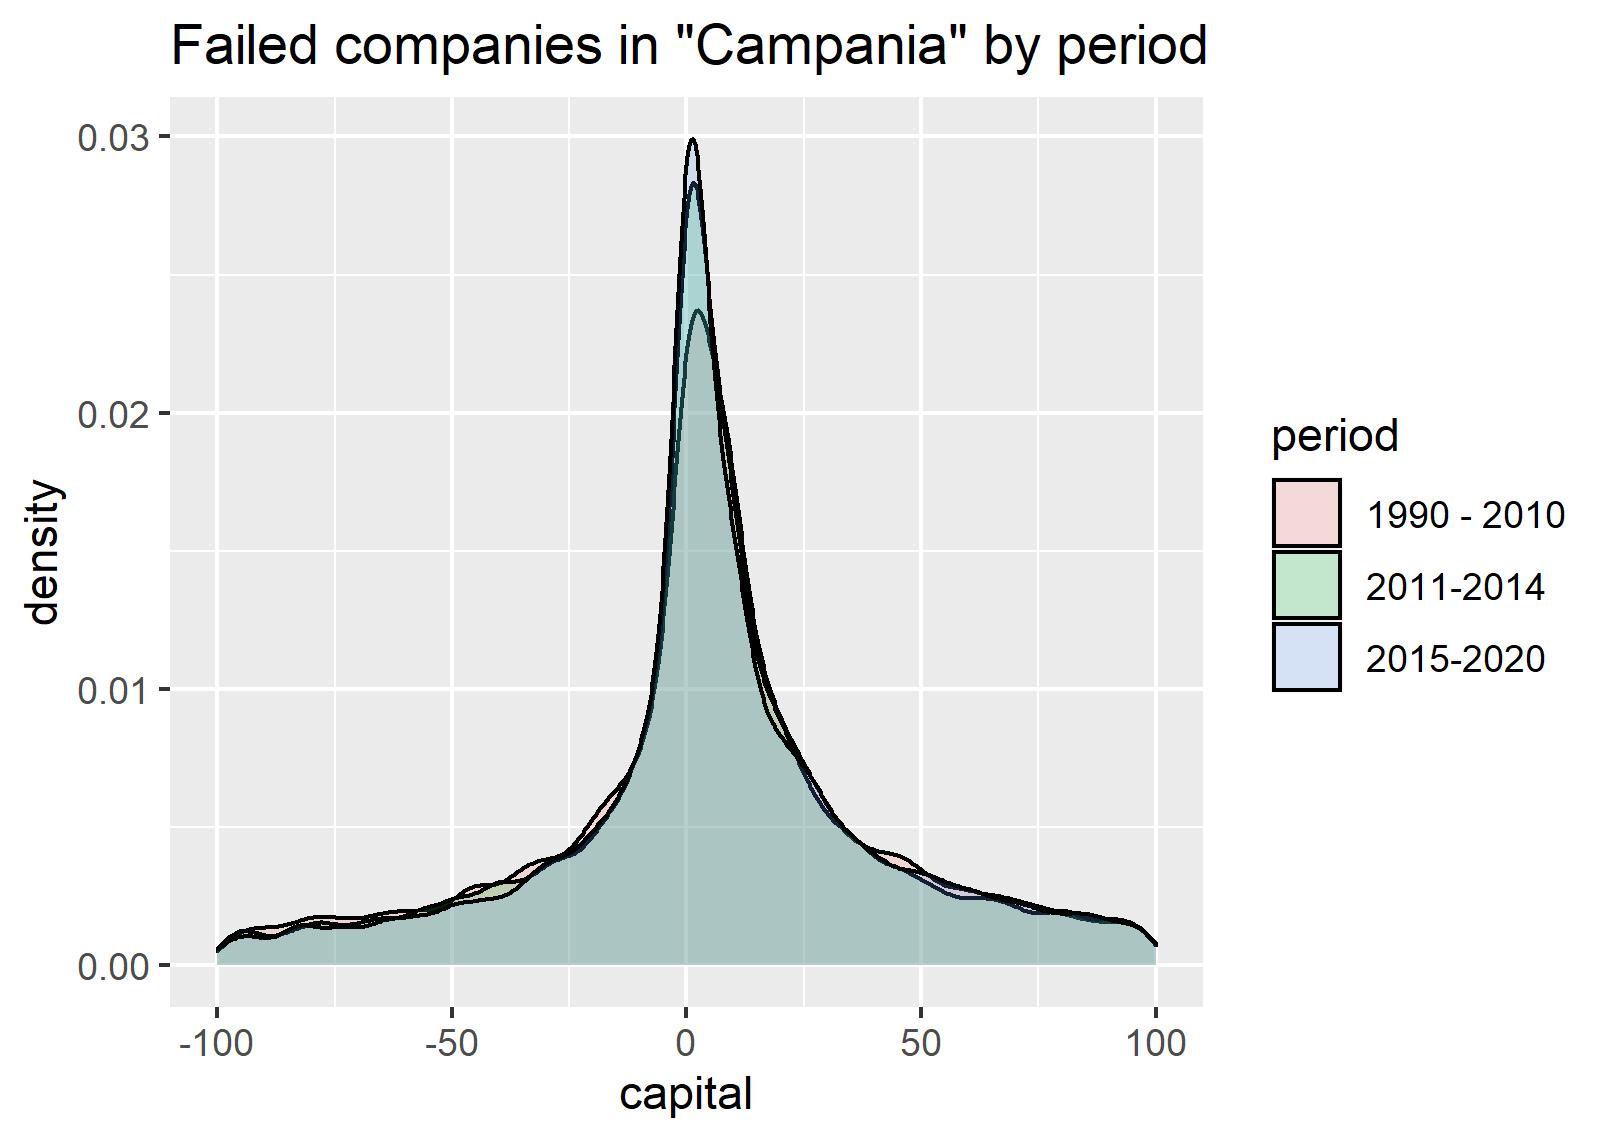 Failed companies in "Campania" by period
0.03
0.02
0.01
0.00
density
-100 -50 0 50 100
capital
period
1990 - 2010
2011-2014
2015-2020